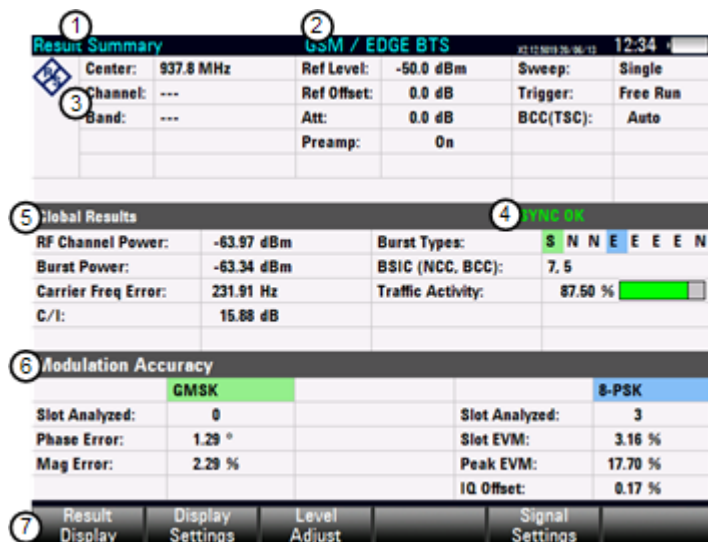 1 2
Result Summary GSM / EDGE BTS 12:34
Center: 937.8 MHz Ref Level: -50.0 dBm Sweep: Single
3 Channel: --- Ref Offset: 0.0 dB Trigger: Free Run
Band: --- Att: 0.0 dB BCC(TSC): Auto
Preamp: On
5 Global Results 4 SYNC OK
RF Channel Power: -63.97 dBm Burst Types: S N N E E E E N
Burst Power: -63.34 dBm BSIC (NCC, BCC): 7, 5
Carrier Freq Error: 231.91 Hz Traffic Activity: 87.50 %
C/I: 15.88 dB
6 Modulation Accuracy
GMSK 8-PSK
Slot Analyzed: 0 Slot Analyzed: 3
Phase Error: 1.29 ° Slot EVM: 3.16 %
Mag Error: 2.29 % Peak EVM: 17.70 %
IQ Offset: 0.17 %
7 Result Display Display Settings Level Adjust Signal Settings